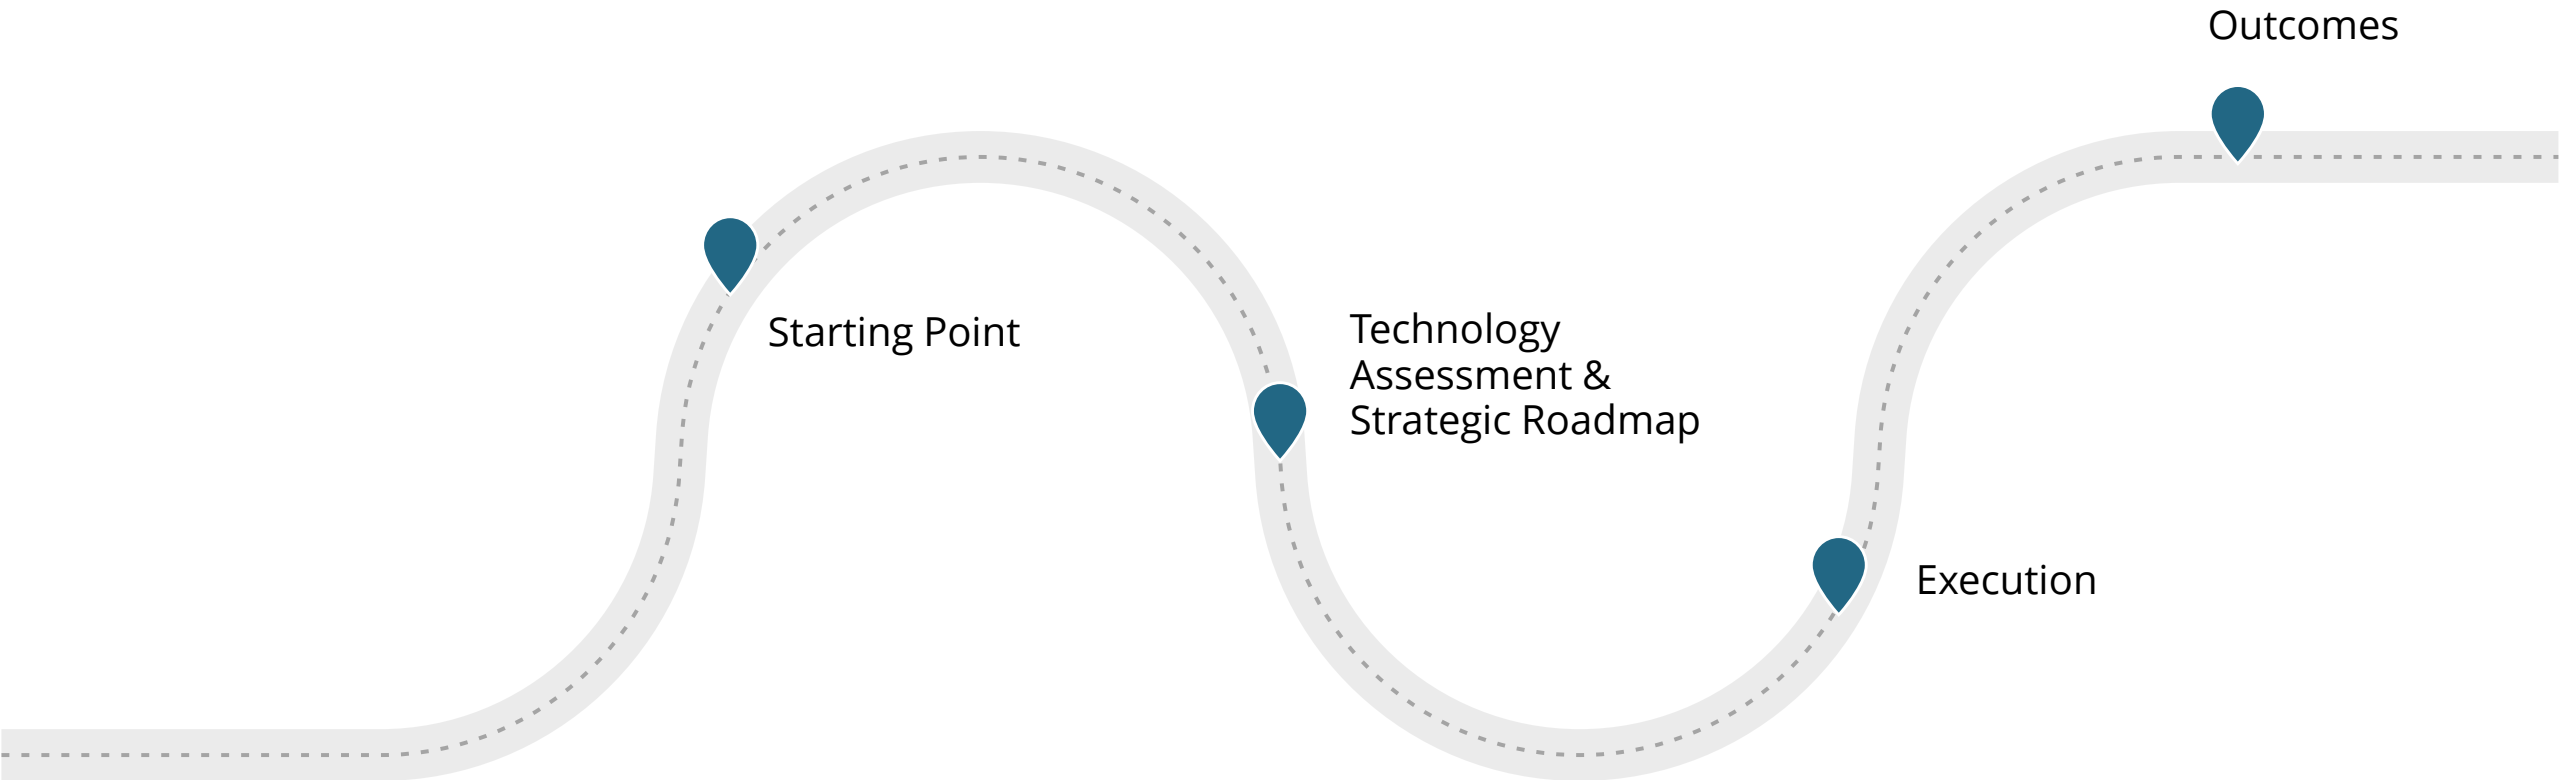 Outcomes
Starting Point
Technology
Assessment &
Strategic Roadmap
Execution